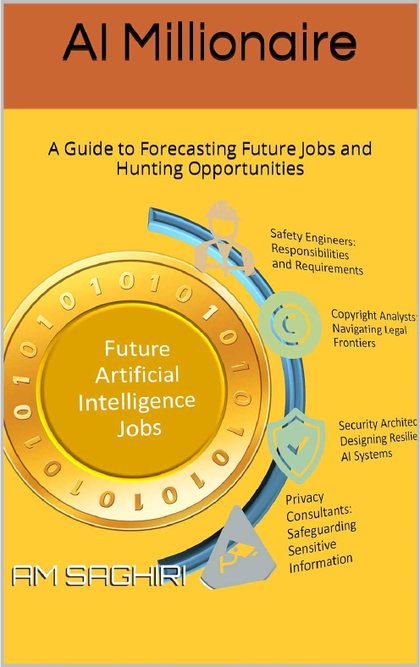 AI Millionaire
A Guide to Forecasting Future Jobs and
Hunting Opportunities
Safety Engineers:
Responsibilities
and Requirements
Copyright Analysts
Navigating Legal
Frontiers
Future
Artificial
Intelligence
Jobs
Security Architec
Designing Resilie
AI Systems
Privacy
Consultants:
Safeguarding
Sensitive
Information
AM SAGHIRI